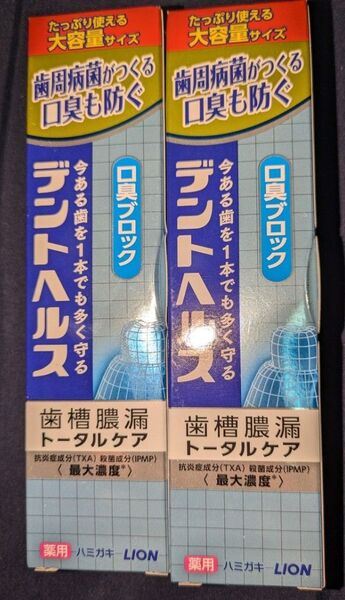 たっぷり使える
大容量サイズ
歯周病菌がつくる
口臭も防ぐ
口臭ブロック
今ある歯を1本でも多く守る
デントヘルス
歯槽膿漏
トータルケア
抗炎症成分(TXA) 殺菌成分(IPMP)
〈最大濃度*〉
薬用 ハミガキ LION
たっぷり使える
大容量サイズ
歯周病菌がつくる
口臭も防ぐ
口臭ブロック
今ある歯を1本でも多く守る
デントヘルス
歯槽膿漏
トータルケア
抗炎症成分(TXA) 殺菌成分(IPMP)
〈最大濃度*〉
薬用 ハミガキ LION